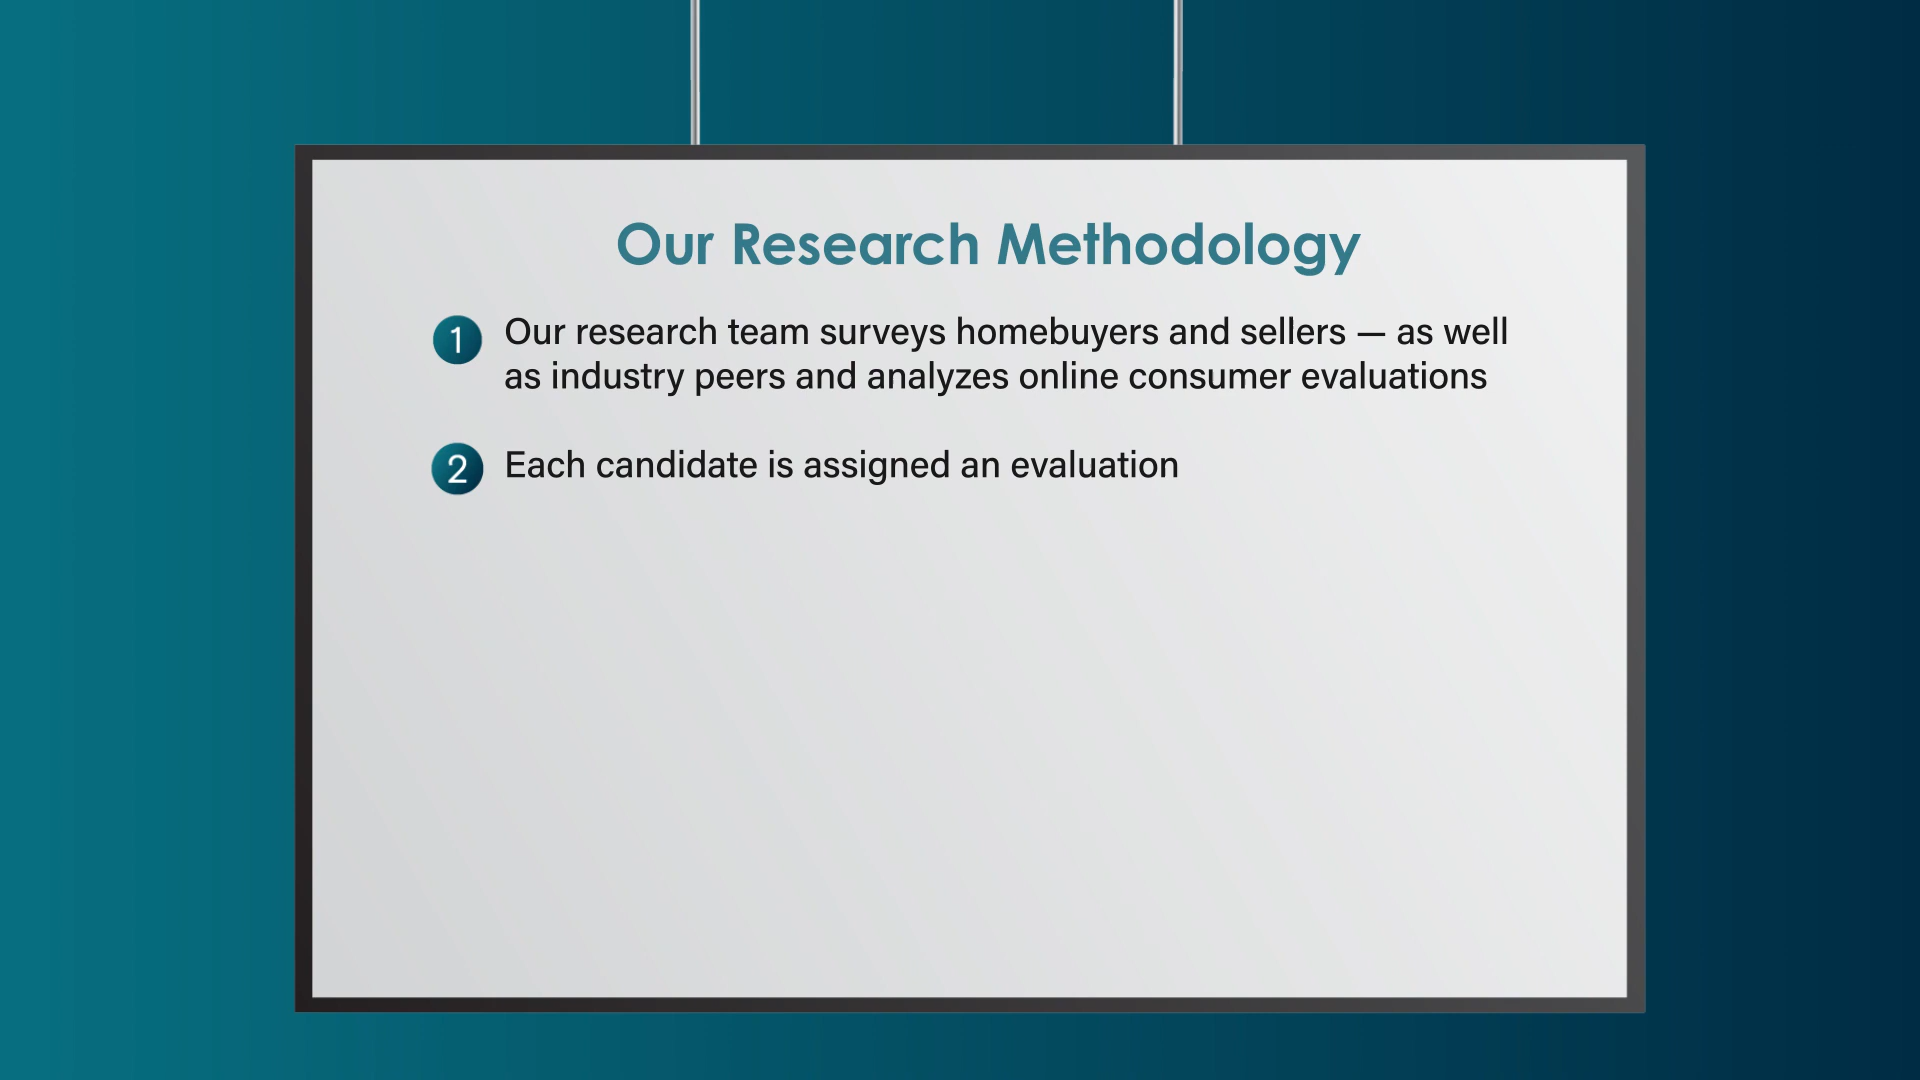 Our Research Methodology
1 Our research team surveys homebuyers and sellers — as well
as industry peers and analyzes online consumer evaluations
2 Each candidate is assigned an evaluation